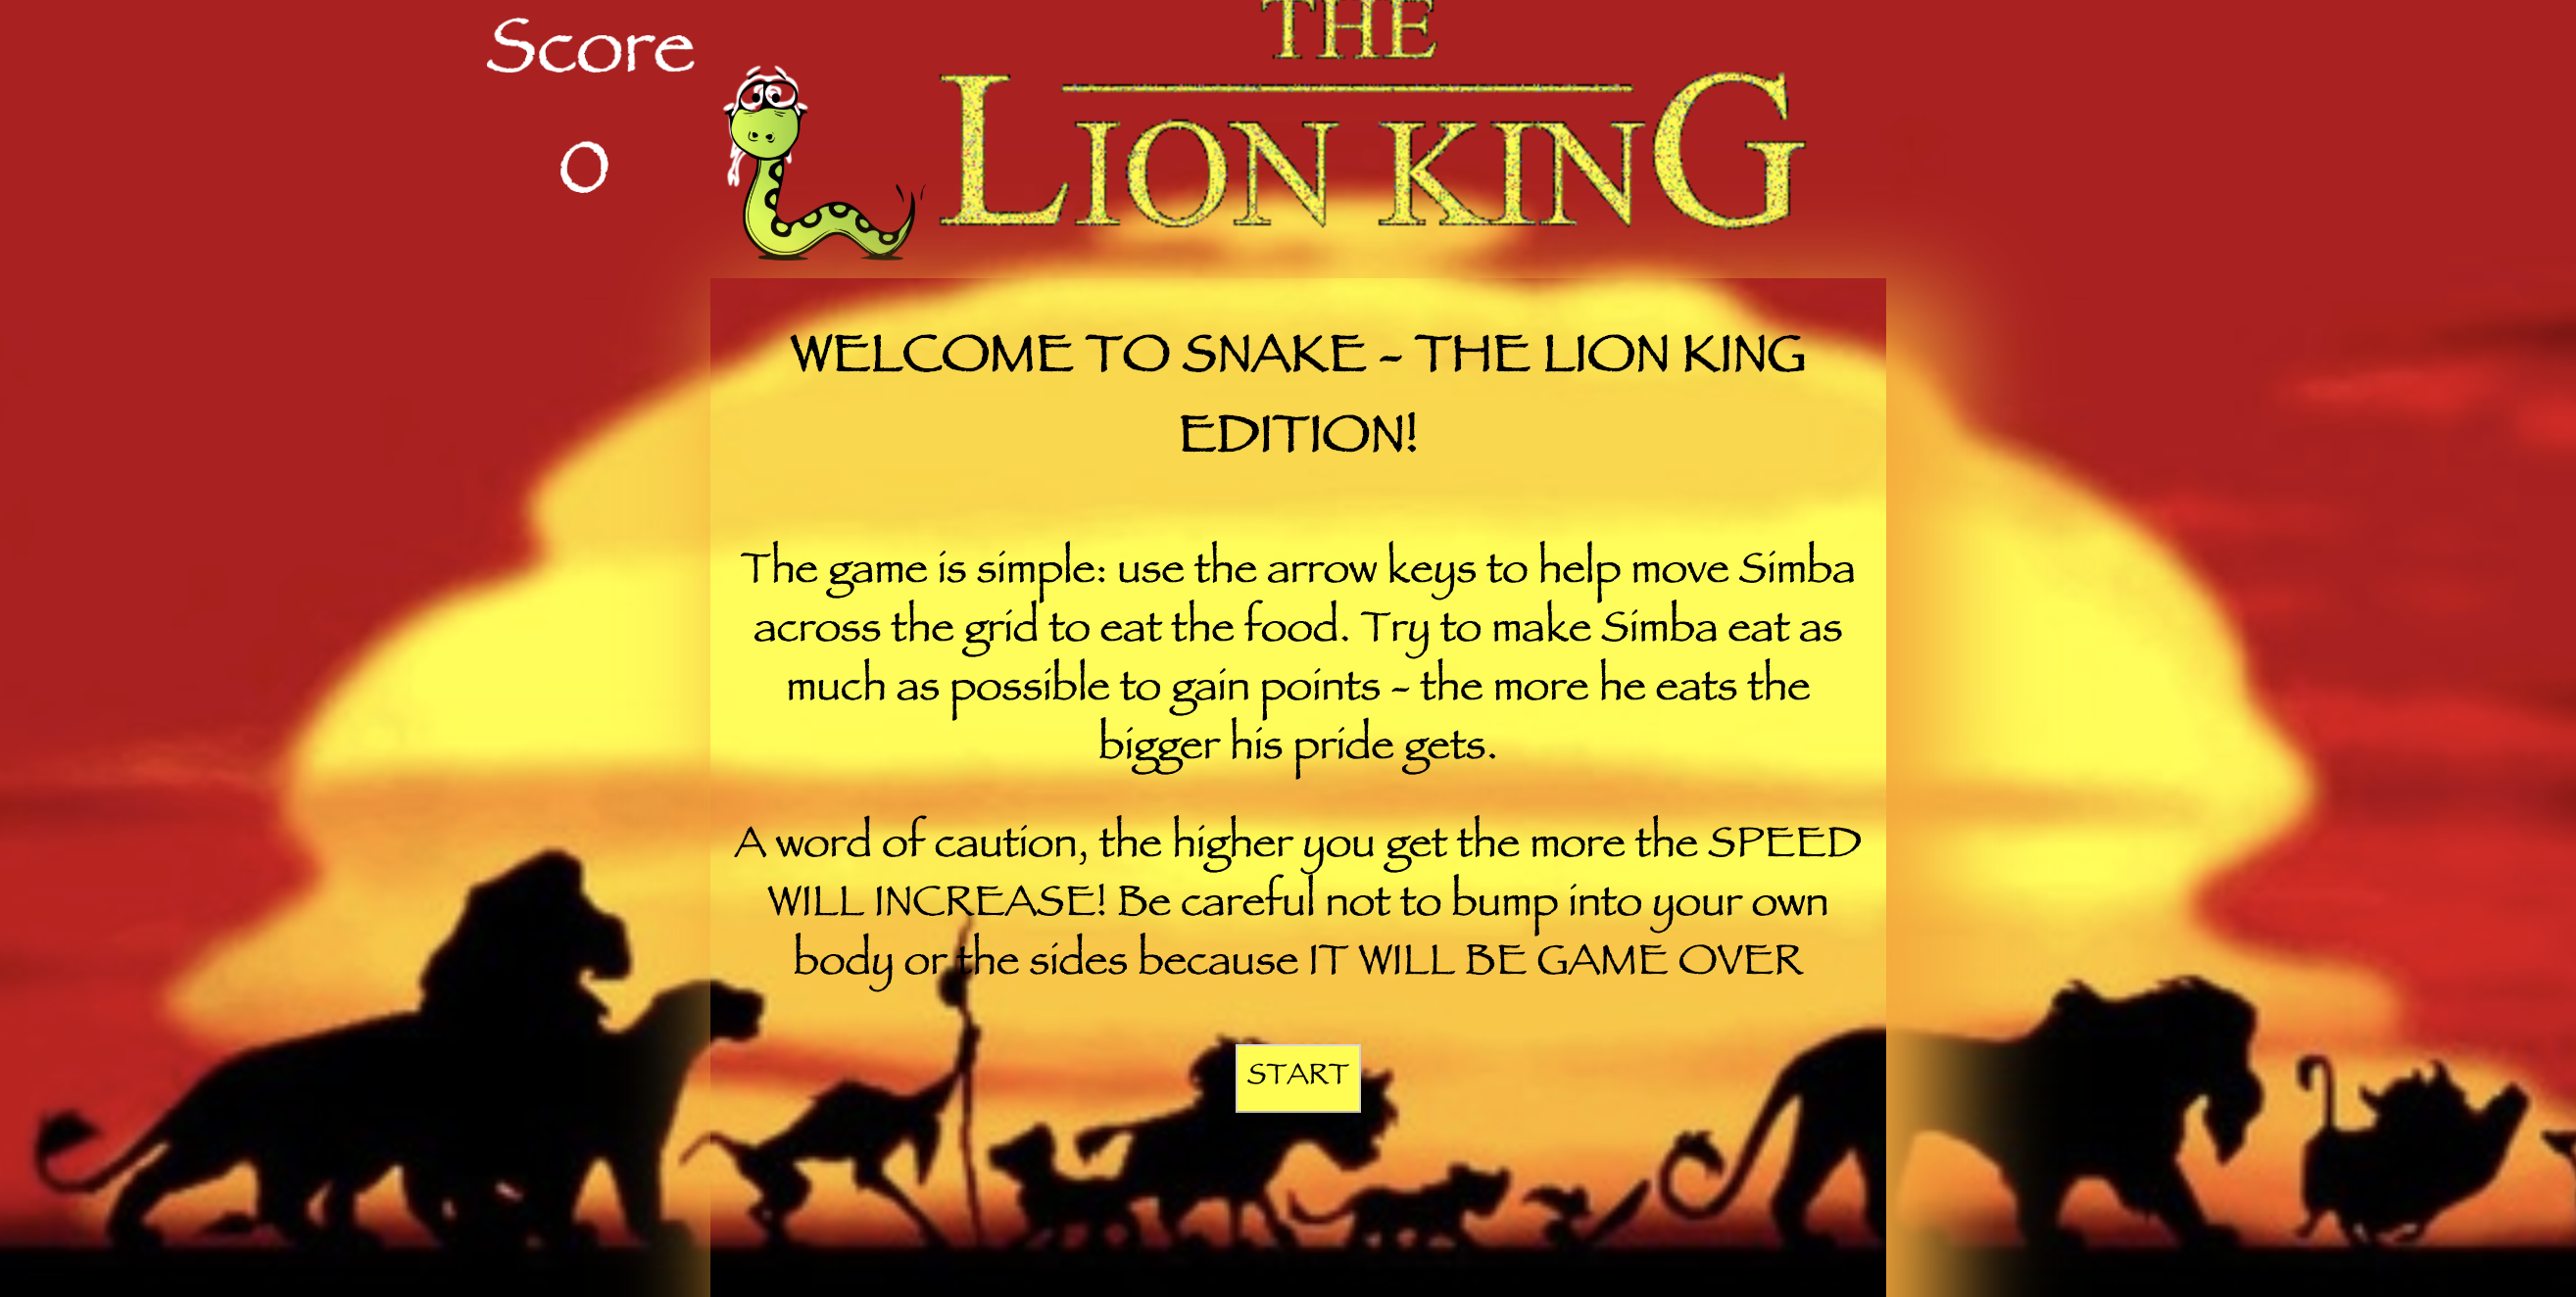 Score
0
THE
LION KING
WELCOME TO SNAKE - THE LION KING
EDITION!
The game is simple: use the arrow keys to help move Simba
across the grid to eat the food. Try to make Simba eat as
much as possible to gain points - the more he eats the
bigger his pride gets.
A word of caution, the higher you get the more the SPEED
WILL INCREASE! Be careful not to bump into your own
body or the sides because IT WILL BE GAME OVER
START